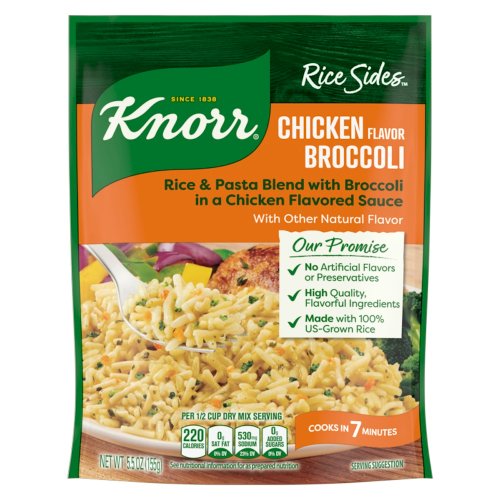 Rice Sides™
SINCE 1838
Knorr®
CHICKEN FLAVOR
BROCCOLI
Rice & Pasta Blend with Broccoli
in a Chicken Flavored Sauce
With Other Natural Flavor
Our Promise
✓ No Artificial Flavors
or Preservatives
✓ High Quality,
Flavorful Ingredients
✓ Made with 100%
US-Grown Rice
PER 1/2 CUP DRY MIX SERVING
220
CALORIES
0g
SAT FAT
0% DV
530mg
SODIUM
23% DV
0g
ADDED
SUGARS
0% DV
See nutritional information for as prepared nutrition.
NET WT. 5.5 OZ (155g)
COOKS IN 7 MINUTES
SERVING SUGGESTION